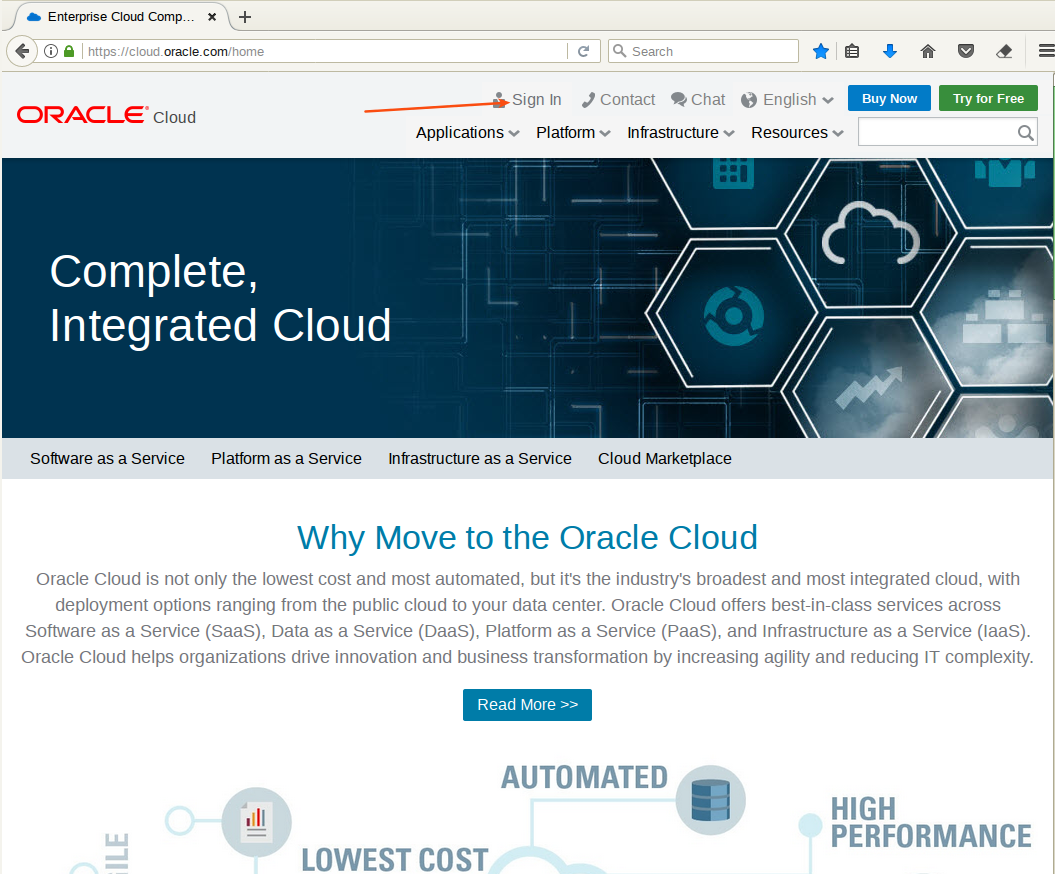 Enterprise Cloud Comp...
https://cloud.oracle.com/home
Search
ORACLE Cloud
Sign In
Contact
Chat
English
Buy Now
Try for Free
Applications
Platform
Infrastructure
Resources
Complete,
Integrated Cloud
Software as a Service
Platform as a Service
Infrastructure as a Service
Cloud Marketplace
Why Move to the Oracle Cloud
Oracle Cloud is not only the lowest cost and most automated, but it's the industry's broadest and most integrated cloud, with
deployment options ranging from the public cloud to your data center. Oracle Cloud offers best-in-class services across
Software as a Service (SaaS), Data as a Service (DaaS), Platform as a Service (PaaS), and Infrastructure as a Service (IaaS).
Oracle Cloud helps organizations drive innovation and business transformation by increasing agility and reducing IT complexity.
Read More >>
AUTOMATED
HIGH
PERFORMANCE
LOWEST COST